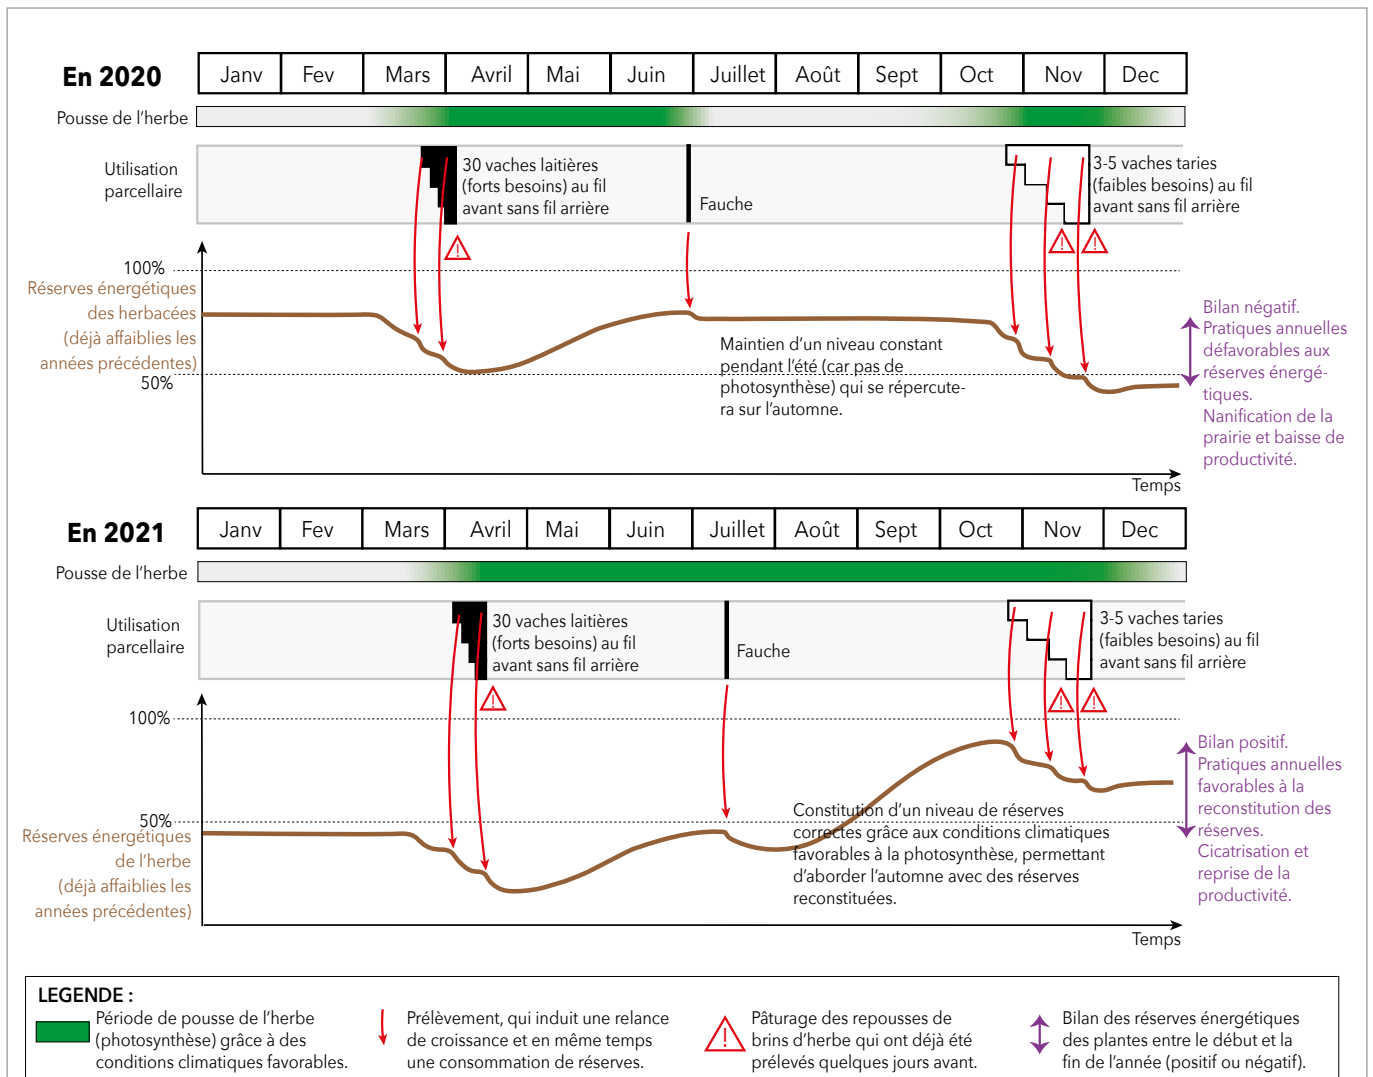 En 2020
Janv Fev Mars Avril Mai Juin Juillet Août Sept Oct Nov Dec
Pousse de l'herbe
Utilisation
parcellaire
30 vaches laitières
(forts besoins) au fil
avant sans fil arrière
Fauche
3-5 vaches taries
(faibles besoins) au fil
avant sans fil arrière
100%
Réserves énergétiques
des herbacées
(déjà affaiblies les
années précédentes)
50%
Maintien d'un niveau constant
pendant l'été (car pas de
photosynthèse) qui se répercute-
ra sur l'automne.
Bilan négatif.
Pratiques annuelles
défavorables aux
réserves énergé-
tiques.
Nanification de la
prairie et baisse de
productivité.
Temps
En 2021
Janv Fev Mars Avril Mai Juin Juillet Août Sept Oct Nov Dec
Pousse de l'herbe
Utilisation
parcellaire
30 vaches laitières
(forts besoins) au fil
avant sans fil arrière
Fauche
3-5 vaches taries
(faibles besoins) au fil
avant sans fil arrière
100%
50%
Réserves énergétiques
de l'herbe
(déjà affaiblies les
années précédentes)
Constitution d'un niveau de réserves
correctes grâce aux conditions climatiques
favorables à la photosynthèse, permettant
d'aborder l'automne avec des réserves
reconstituées.
Bilan positif.
Pratiques annuelles
favorables à la
reconstitution des
réserves.
Cicatrisation et
reprise de la
productivité.
Temps
LEGENDE :
Période de pousse de l'herbe
(photosynthèse) grâce à des
conditions climatiques favorables.
Prélèvement, qui induit une relance
de croissance et en même temps
une consommation de réserves.
Pâturage des repousses de
brins d'herbe qui ont déjà été
prélevés quelques jours avant.
Bilan des réserves énergétiques
des plantes entre le début et la
fin de l'année (positif ou négatif).